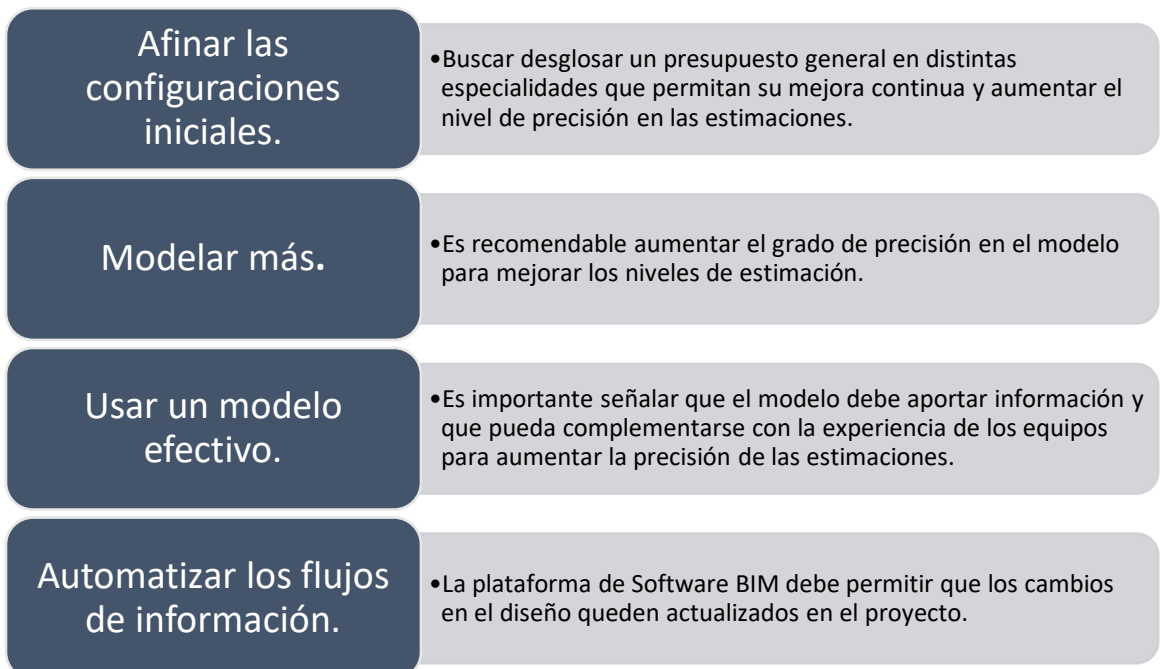 Afinar las
configuraciones
iniciales.
•Buscar desglosar un presupuesto general en distintas
especialidades que permitan su mejora continua y aumentar el
nivel de precisión en las estimaciones.
Modelar más.
•Es recomendable aumentar el grado de precisión en el modelo
para mejorar los niveles de estimación.
Usar un modelo
efectivo.
•Es importante señalar que el modelo debe aportar información y
que pueda complementarse con la experiencia de los equipos
para aumentar la precisión de las estimaciones.
Automatizar los flujos
de información.
•La plataforma de Software BIM debe permitir que los cambios
en el diseño queden actualizados en el proyecto.